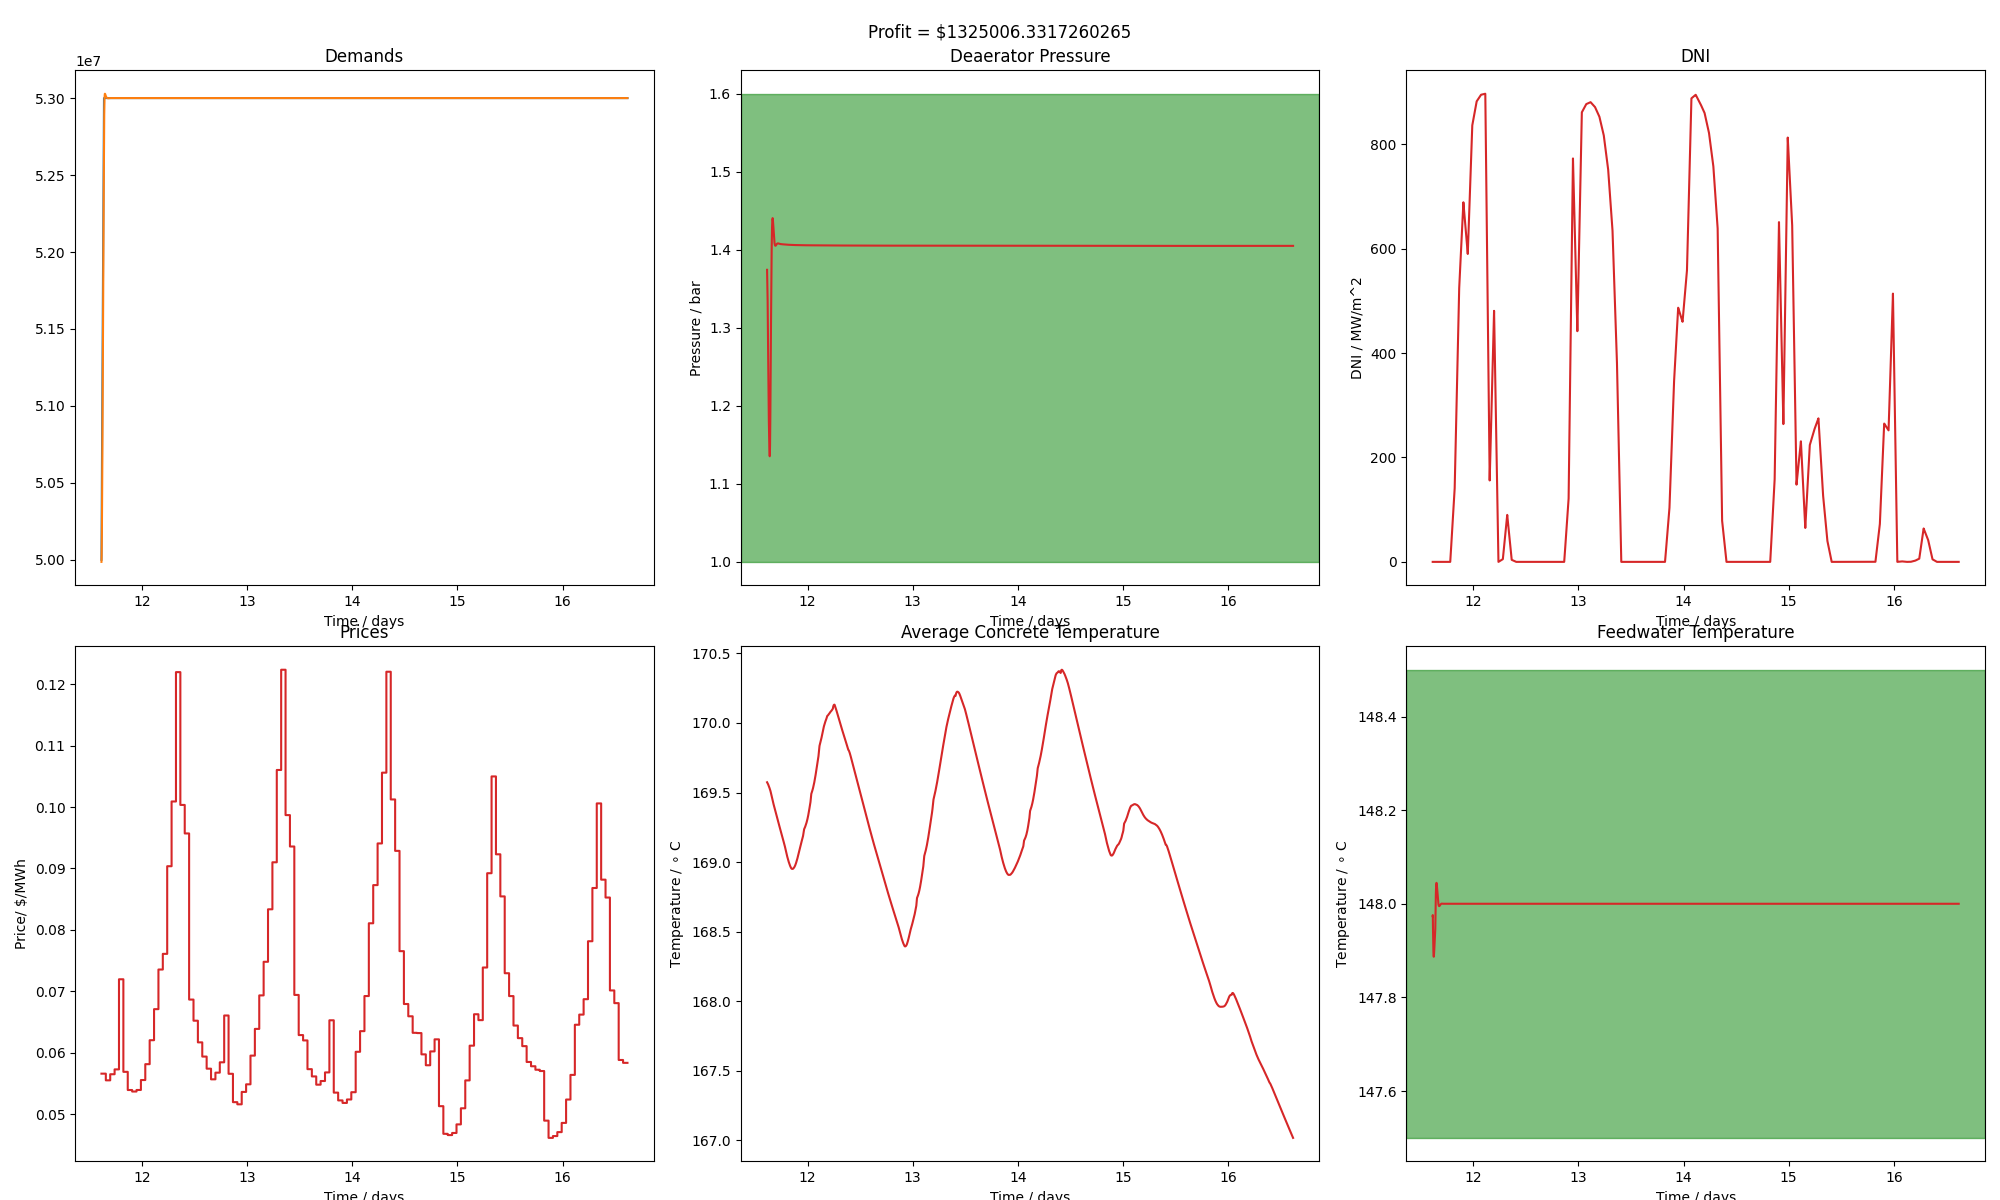 Profit = $1325006.3317260265
Demands
1e7
5.30
5.25
5.20
5.15
5.10
5.05
5.00
12 13 14 15 16
Time / days
Deaerator Pressure
Pressure / bar
1.6
1.5
1.4
1.3
1.2
1.1
1.0
12 13 14 15 16
Time / days
DNI
DNI / MW/m^2
800
600
400
200
0
12 13 14 15 16
Time / days
Prices
Price/ $/MWh
0.12
0.11
0.10
0.09
0.08
0.07
0.06
0.05
12 13 14 15 16
Time / days
Average Concrete Temperature
Temperature / ∘ C
170.5
170.0
169.5
169.0
168.5
168.0
167.5
167.0
12 13 14 15 16
Time / days
Feedwater Temperature
Temperature / ∘ C
148.4
148.2
148.0
147.8
147.6
12 13 14 15 16
Time / days